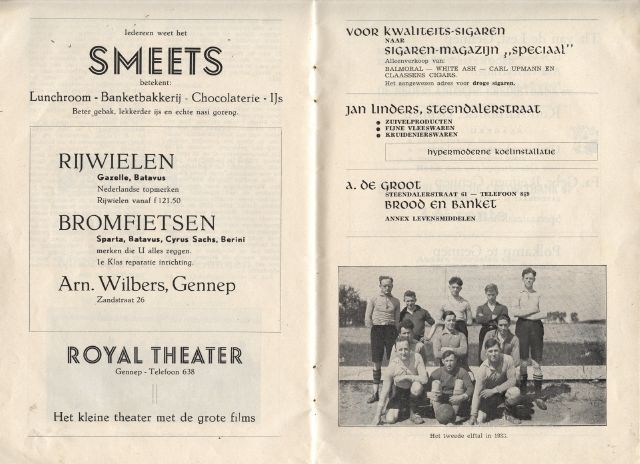 Iedereen weet het
SMEETS
betekent:
Lunchroom - Banketbakkerij - Chocolaterie - IJs
Beter gebak, lekkerder ijs en echte nasi goreng.
RIJWIELEN
Gazelle, Batavus
Nederlandse topmerken
Rijwielen vanaf f 121.50
BROMFIETSEN
Sparta, Batavus, Cyrus Sachs, Berini
merken die U alles zeggen.
1e Klas reparatie inrichting.
Arn. Wilbers, Gennep
Zandstraat 26
ROYAL THEATER
Gennep - Telefoon 638
Het kleine theater met de grote films
VOOR KWALITEITS-SIGAREN
NAAR
SIGAREN-MAGAZIJN „SPECIAAL"
Alleenverkoop van:
BALMORAL — WHITE ASH — CARL UPMANN EN
CLAASSENS CIGARS.
Het aangewezen adres voor droge sigaren.
JAN LINDERS, STEENDALERSTRAAT
● ZUIVELPRODUCTEN
● FIJNE VLEESWAREN
● KRUIDENIERSWAREN
HYPERMODERNE KOELINSTALLATIE
A. DE GROOT
STEENDALERSTRAAT 61 — TELEFOON 859
BROOD EN BANKET
ANNEX LEVENSMIDDELEN
Het tweede elftal in 1933.